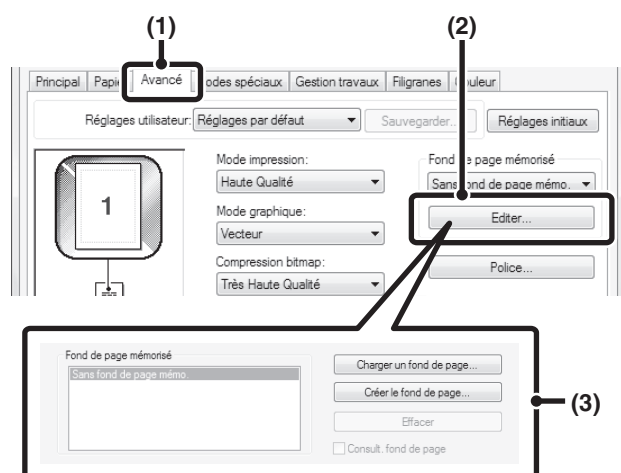 (1) (2)
Principal Papie Avancé odes spéciaux Gestion travaux Filigranes uleur
Réglages utilisateur: Réglages par défaut Sauvegarder... Réglages initiaux
Mode impression: Fond de page mémorisé
Haute Qualité Sans fond de page mémo.
1
Mode graphique: Editer...
Vecteur
Compression bitmap: Police...
Très Haute Qualité
Fond de page mémorisé
Sans fond de page mémo.
Charger un fond de page...
Créer le fond de page...
(3)
Effacer
Consult. fond de page